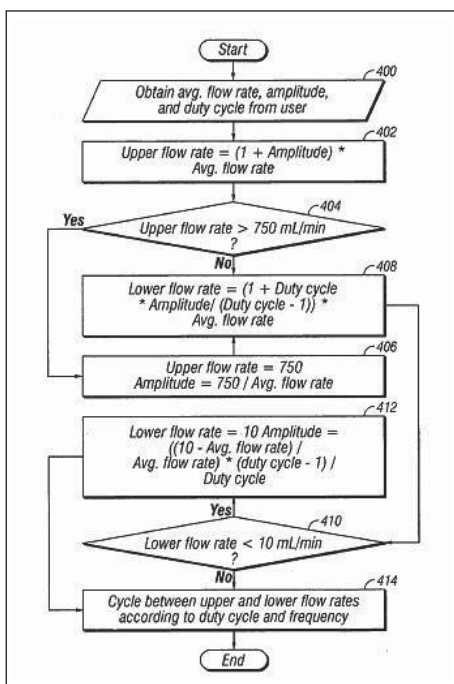 Start
400
Obtain avg. flow rate, amplitude,
and duty cycle from user
402
Upper flow rate = (1 + Amplitude) *
Avg. flow rate
404
Yes
Upper flow rate > 750 mL/min
?
No
408
Lower flow rate = (1 + Duty cycle
* Amplitude/ (Duty cycle - 1)) *
Avg. flow rate
406
Upper flow rate = 750
Amplitude = 750 / Avg. flow rate
412
Lower flow rate = 10 Amplitude =
((10 - Avg. flow rate) /
Avg. flow rate) * (duty cycle - 1) /
Duty cycle
Yes
410
Lower flow rate < 10 mL/min
?
No
414
Cycle between upper and lower flow rates
according to duty cycle and frequency
End